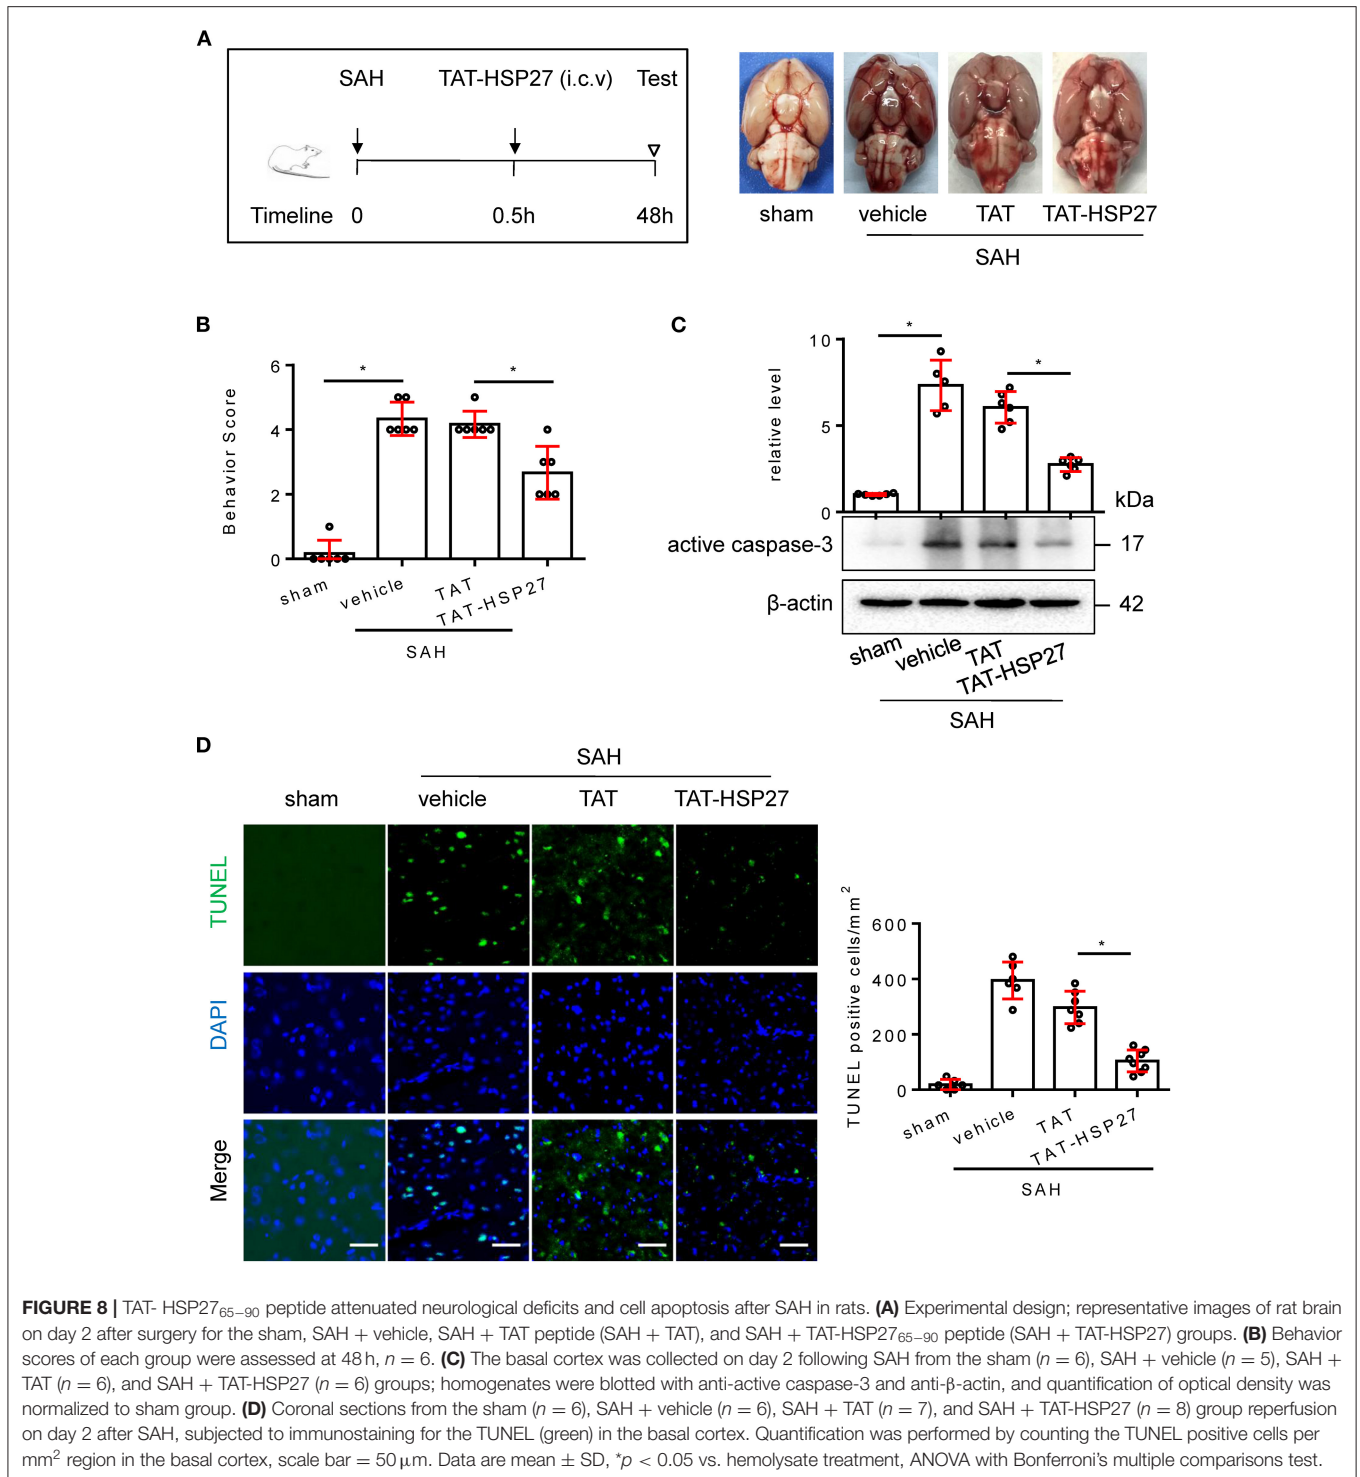 A
SAH TAT-HSP27 (i.c.v) Test
Timeline 0 0.5h 48h
sham vehicle TAT TAT-HSP27
SAH
B
Behavior Score
6
4
2
0
* *
sham vehicle TAT TAT-HSP27
SAH
C
relative level
10
5
0
* *
kDa
active caspase-3 17
β-actin 42
sham vehicle TAT TAT-HSP27
SAH
D
SAH
sham vehicle TAT TAT-HSP27
TUNEL
DAPI
Merge
TUNEL positive cells/mm²
600
400
200
0
*
sham vehicle TAT TAT-HSP27
SAH
FIGURE 8 | TAT- HSP27₆₅₋₉₀ peptide attenuated neurological deficits and cell apoptosis after SAH in rats. (A) Experimental design; representative images of rat brain
on day 2 after surgery for the sham, SAH + vehicle, SAH + TAT peptide (SAH + TAT), and SAH + TAT-HSP27₆₅₋₉₀ peptide (SAH + TAT-HSP27) groups. (B) Behavior
scores of each group were assessed at 48 h, n = 6. (C) The basal cortex was collected on day 2 following SAH from the sham (n = 6), SAH + vehicle (n = 5), SAH +
TAT (n = 6), and SAH + TAT-HSP27 (n = 6) groups; homogenates were blotted with anti-active caspase-3 and anti-β-actin, and quantification of optical density was
normalized to sham group. (D) Coronal sections from the sham (n = 6), SAH + vehicle (n = 6), SAH + TAT (n = 7), and SAH + TAT-HSP27 (n = 8) group reperfusion
on day 2 after SAH, subjected to immunostaining for the TUNEL (green) in the basal cortex. Quantification was performed by counting the TUNEL positive cells per
mm² region in the basal cortex, scale bar = 50 μm. Data are mean ± SD, *p < 0.05 vs. hemolysate treatment, ANOVA with Bonferroni's multiple comparisons test.